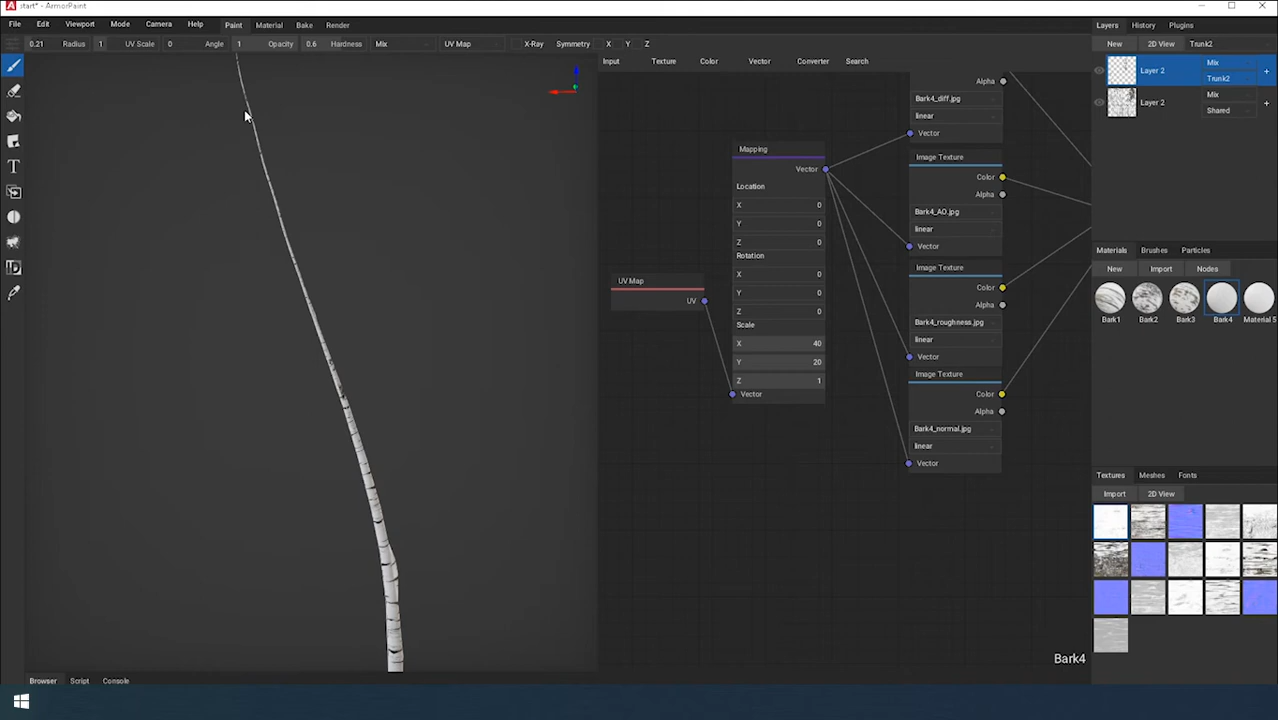 start* - ArmorPaint
File Edit Viewport Mode Camera Help Paint Material Bake Render
Layers History Plugins
0.21 Radius 1 UV Scale 0 Angle 1 Opacity 0.6 Hardness Mix UV Map X-Ray Symmetry X Y Z
New 2D View Trunk2
Input Texture Color Vector Converter Search
Layer 2 Mix
Trunk2
Layer 2 Mix
Shared
Alpha
Bark4_diff.jpg
linear
Vector
Mapping
Vector
Location
X 0
Y 0
Z 0
Rotation
X 0
Y 0
Z 0
Scale
X 40
Y 20
Z 1
Vector
UV Map
UV
Image Texture
Color
Alpha
Bark4_AO.jpg
linear
Vector
Image Texture
Color
Alpha
Bark4_roughness.jpg
linear
Vector
Image Texture
Color
Alpha
Bark4_normal.jpg
linear
Vector
Materials Brushes Particles
New Import Nodes
Bark1 Bark2 Bark3 Bark4 Material 5
Textures Meshes Fonts
Import 2D View
Bark4
Browser Script Console